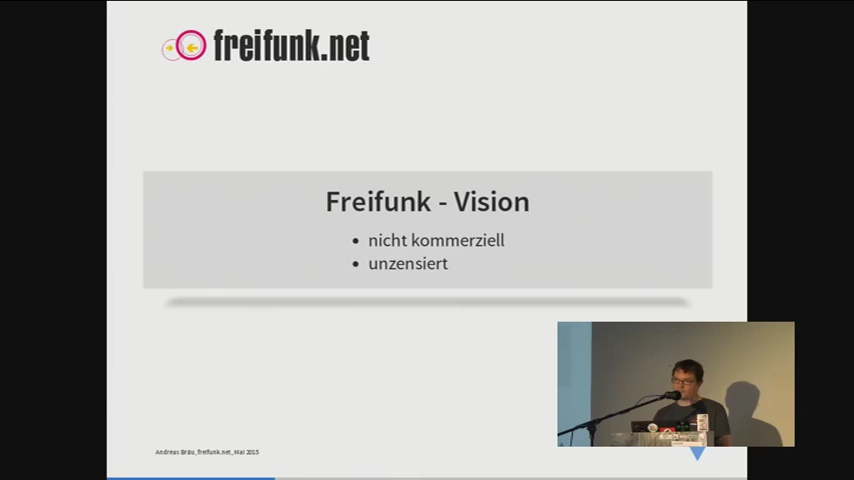 freifunk.net
Freifunk - Vision
nicht kommerziell
unzensiert
Andreas Bräu, freifunk.net, Mai 2015